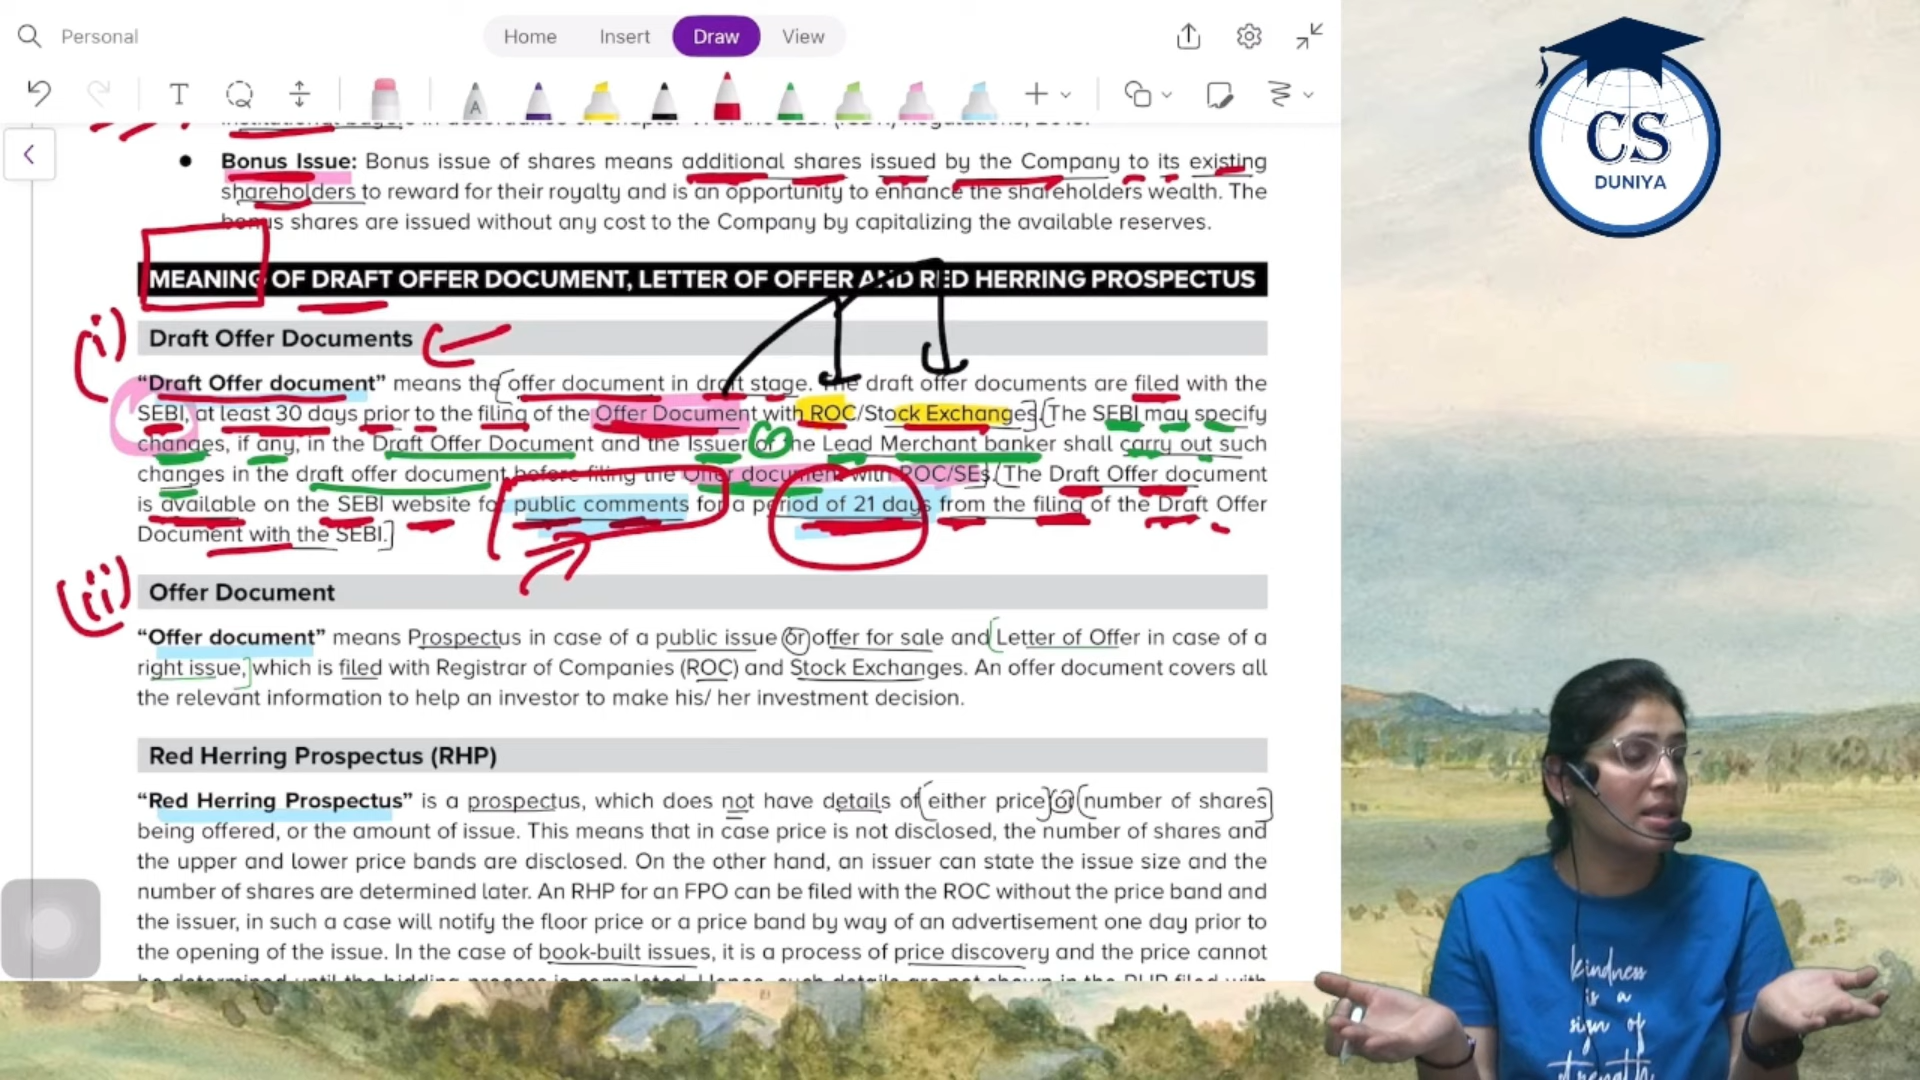 Personal
Home Insert Draw View
• Bonus Issue: Bonus issue of shares means additional shares issued by the Company to its existing
shareholders to reward for their royalty and is an opportunity to enhance the shareholders wealth. The
bonus shares are issued without any cost to the Company by capitalizing the available reserves.
MEANING OF DRAFT OFFER DOCUMENT, LETTER OF OFFER AND RED HERRING PROSPECTUS
(i) Draft Offer Documents
“Draft Offer document” means the offer document in draft stage. The draft offer documents are filed with the
SEBI, at least 30 days prior to the filing of the Offer Document with ROC/Stock Exchanges. The SEBI may specify
changes, if any, in the Draft Offer Document and the Issuer or the Lead Merchant banker shall carry out such
changes in the draft offer document before filing the Offer document with ROC/SEs. The Draft Offer document
is available on the SEBI website for public comments for a period of 21 days from the filing of the Draft Offer
Document with the SEBI.
(ii) Offer Document
“Offer document” means Prospectus in case of a public issue or offer for sale and Letter of Offer in case of a
right issue, which is filed with Registrar of Companies (ROC) and Stock Exchanges. An offer document covers all
the relevant information to help an investor to make his/ her investment decision.
Red Herring Prospectus (RHP)
“Red Herring Prospectus” is a prospectus, which does not have details of either price or number of shares
being offered, or the amount of issue. This means that in case price is not disclosed, the number of shares and
the upper and lower price bands are disclosed. On the other hand, an issuer can state the issue size and the
number of shares are determined later. An RHP for an FPO can be filed with the ROC without the price band and
the issuer, in such a case will notify the floor price or a price band by way of an advertisement one day prior to
the opening of the issue. In the case of book-built issues, it is a process of price discovery and the price cannot
CS
DUNIYA
kindness
is a
sign of
strength